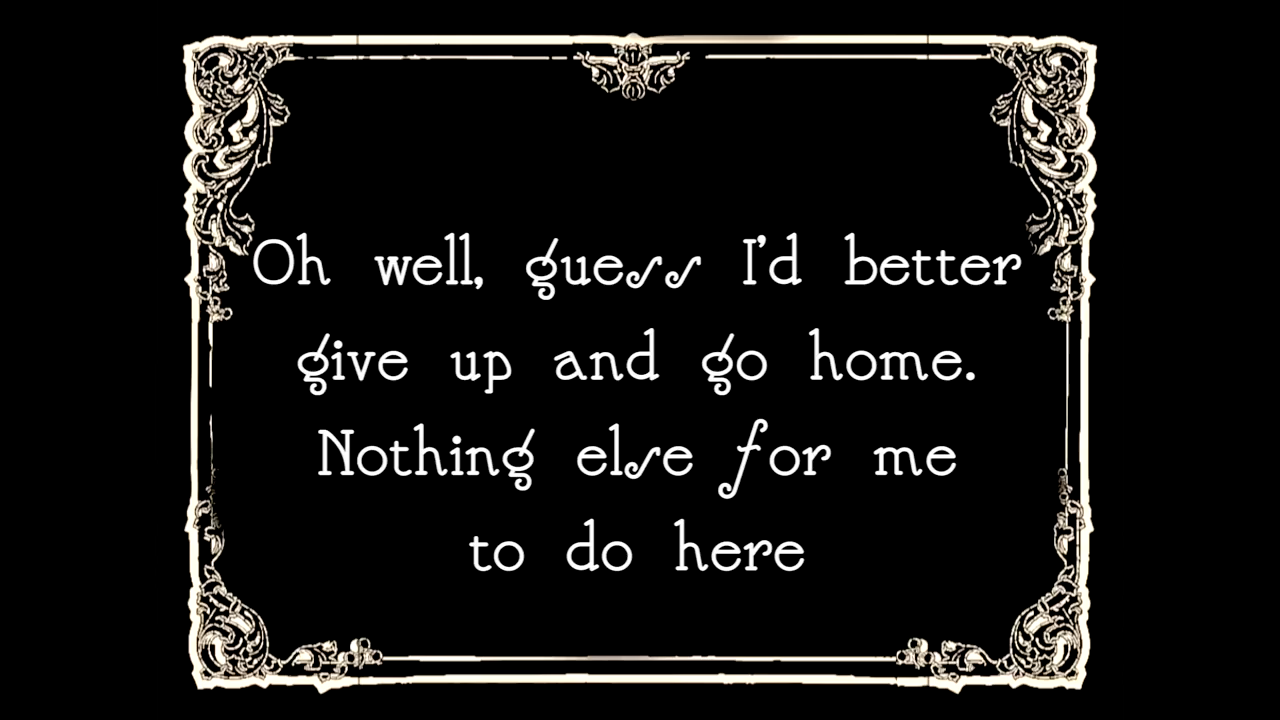 Oh well, guess I'd better
give up and go home.
Nothing else for me
to do here